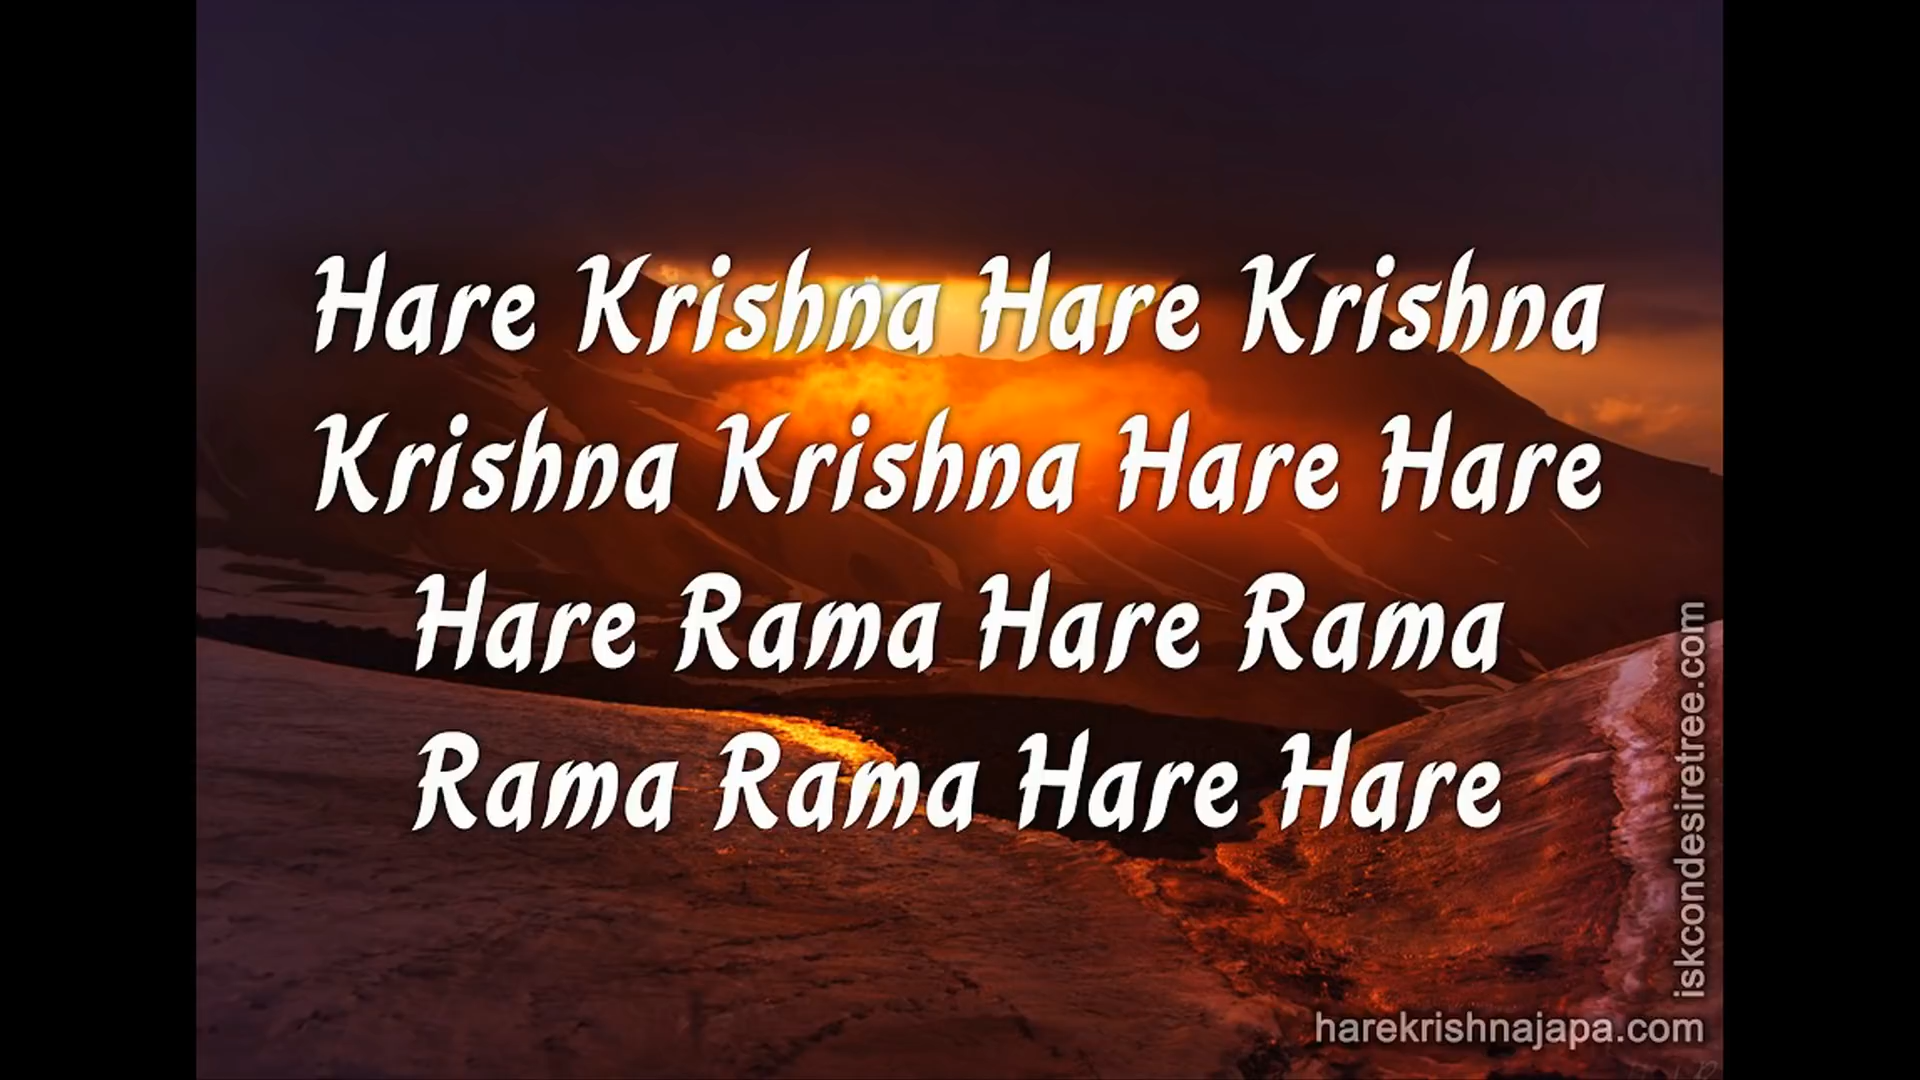 Hare Krishna Hare Krishna
Krishna Krishna Hare Hare
Hare Rama Hare Rama
Rama Rama Hare Hare
iskcondesiretree.com
harekrishnajapa.com